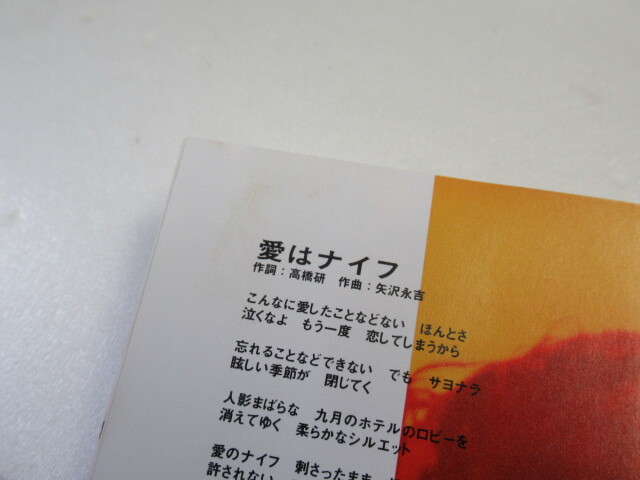 愛はナイフ
作詞：高橋研　作曲：矢沢永吉
こんなに愛したことなどない　ほんとさ
泣くなよ　もう一度　恋してしまうから
忘れることなどできない　でも　サヨナラ
眩しい季節が　閉じてく
人影まばらな　九月のホテルのロビーを
消えてゆく　柔らかなシルエット
愛のナイフ　刺さったまま
許されない